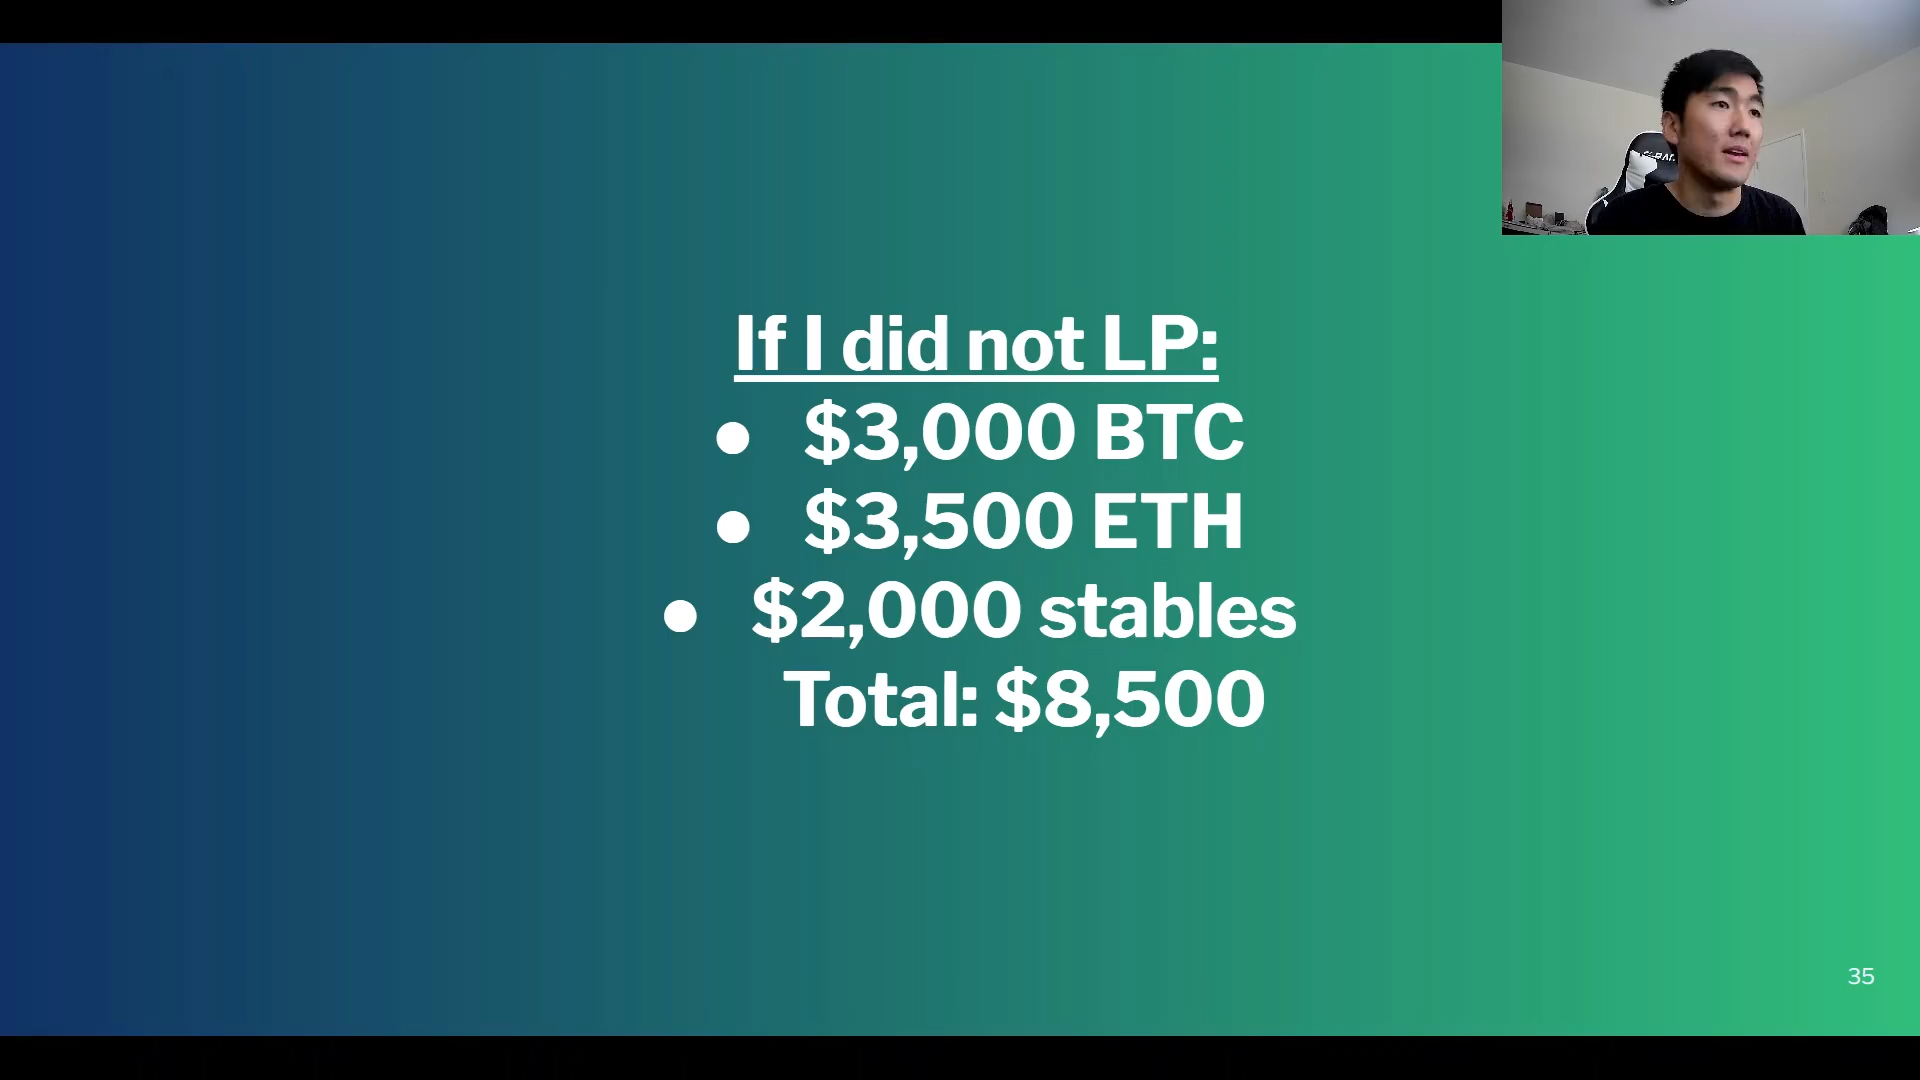 If I did not LP:
● $3,000 BTC
● $3,500 ETH
● $2,000 stables
Total: $8,500
35